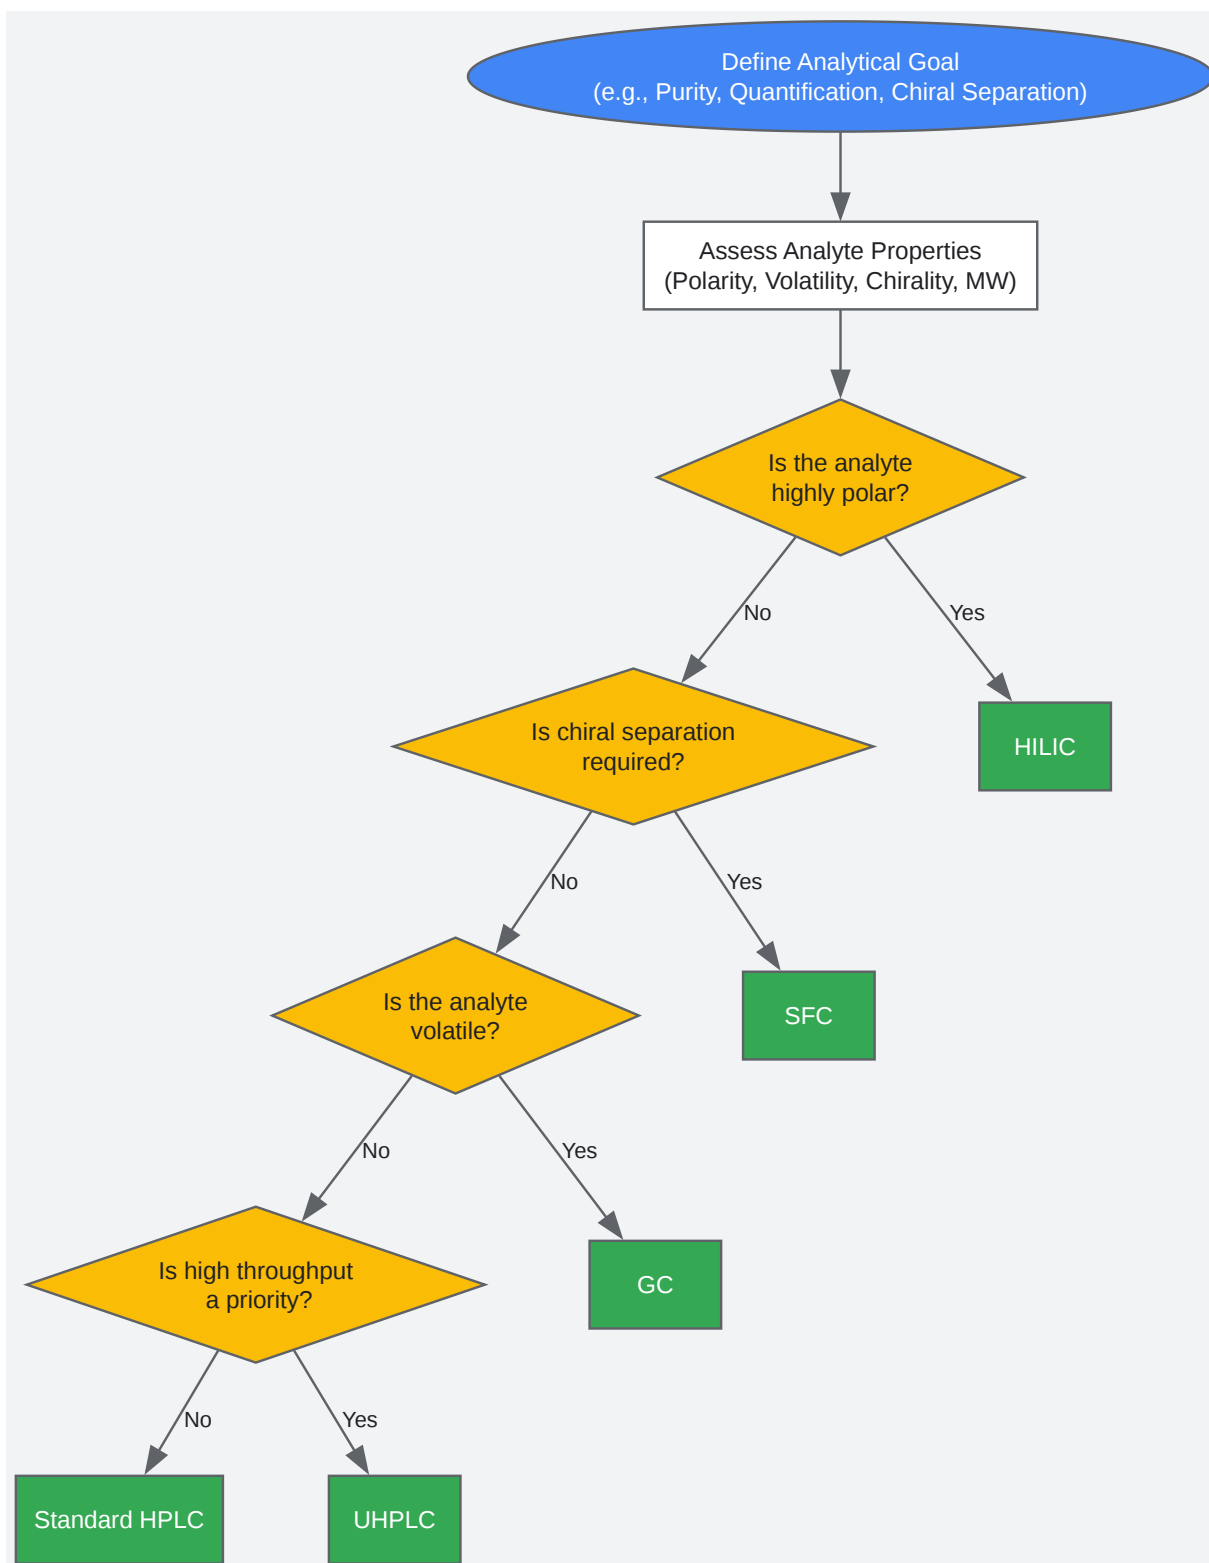 Define Analytical Goal
(e.g., Purity, Quantification, Chiral Separation)
Assess Analyte Properties
(Polarity, Volatility, Chirality, MW)
Is the analyte
highly polar?
No
Yes
Is chiral separation
required?
HILIC
No
Yes
Is the analyte
volatile?
SFC
No
Yes
Is high throughput
a priority?
GC
No
Yes
Standard HPLC
UHPLC